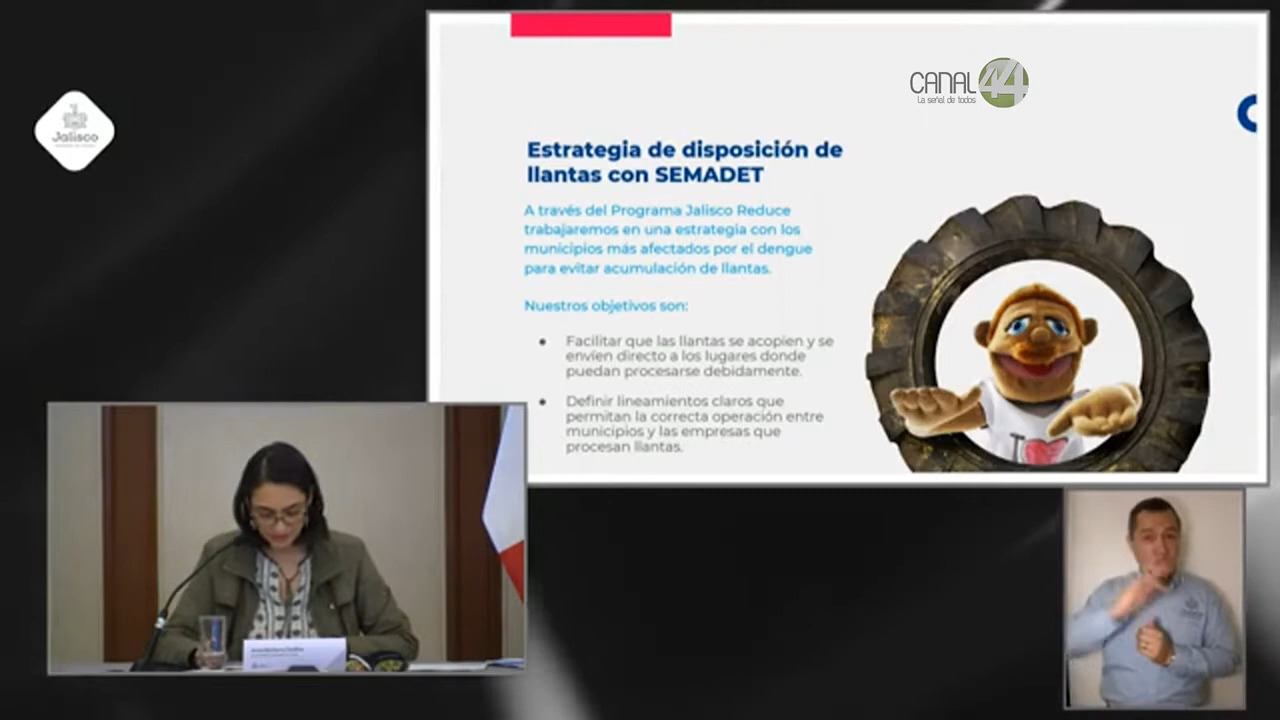 CANAL 44
La señal de todos
Jalisco
Estrategia de disposición de
llantas con SEMADET
A través del Programa Jalisco Reduce
trabajaremos en una estrategia con los
municipios más afectados por el dengue
para evitar acumulación de llantas.
Nuestros objetivos son:
● Facilitar que las llantas se acopien y se
envíen directo a los lugares donde
puedan procesarse debidamente.
● Definir lineamientos claros que
permitan la correcta operación entre
municipios y las empresas que
procesan llantas.
I